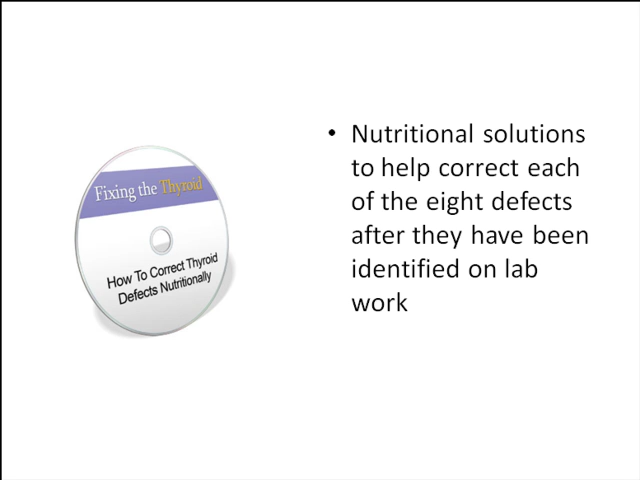 Fixing the Thyroid
How To Correct Thyroid
Defects Nutritionally
• Nutritional solutions
to help correct each
of the eight defects
after they have been
identified on lab
work